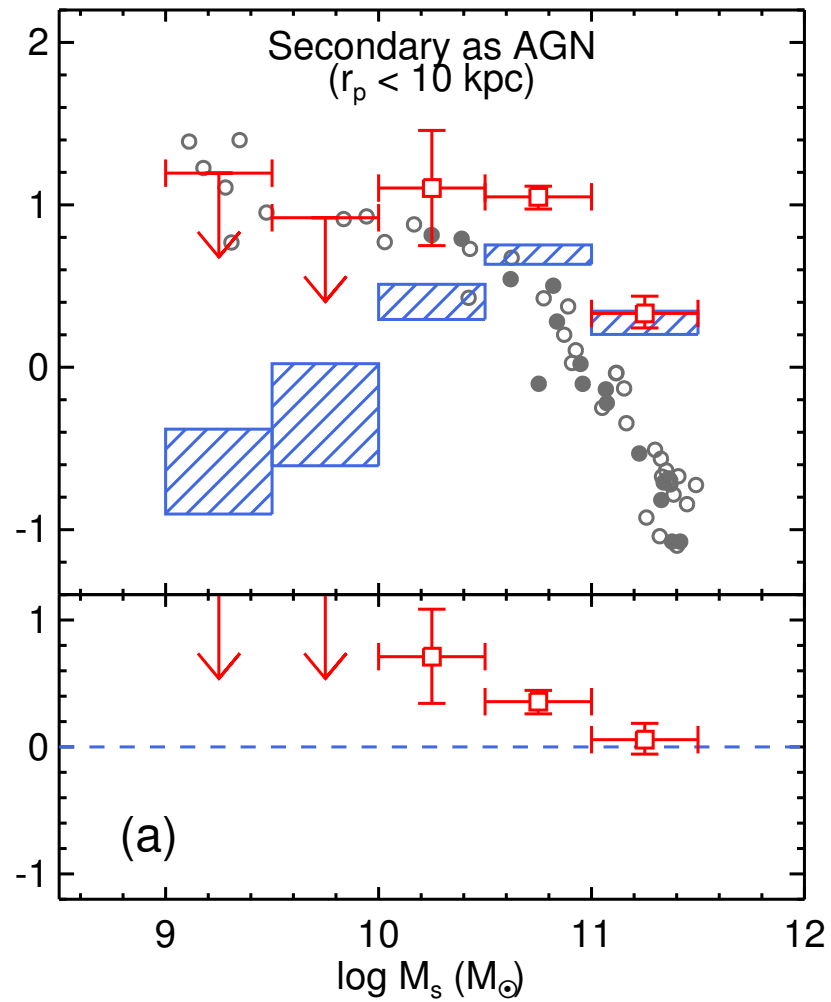 Secondary as AGN
(r_p < 10 kpc)
2
1
0
-1
1
0
-1
(a)
9 10 11 12
log M_s (M_⊙)